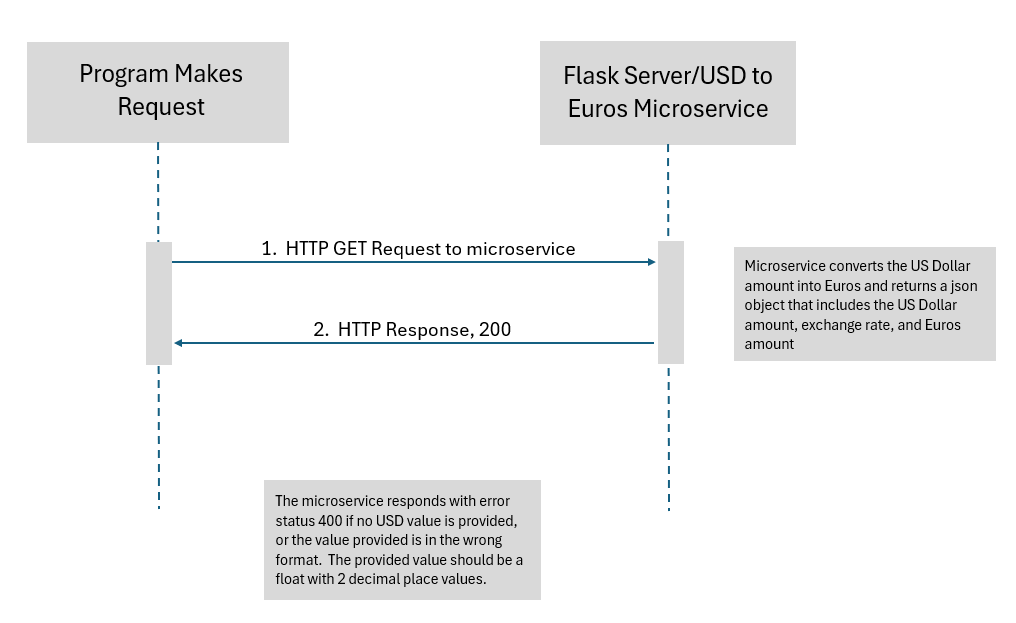 Program Makes
Request
Flask Server/USD to
Euros Microservice
1.  HTTP GET Request to microservice
Microservice converts the US Dollar
amount into Euros and returns a json
object that includes the US Dollar
amount, exchange rate, and Euros
amount
2.  HTTP Response, 200
The microservice responds with error
status 400 if no USD value is provided,
or the value provided is in the wrong
format.  The provided value should be a
float with 2 decimal place values.